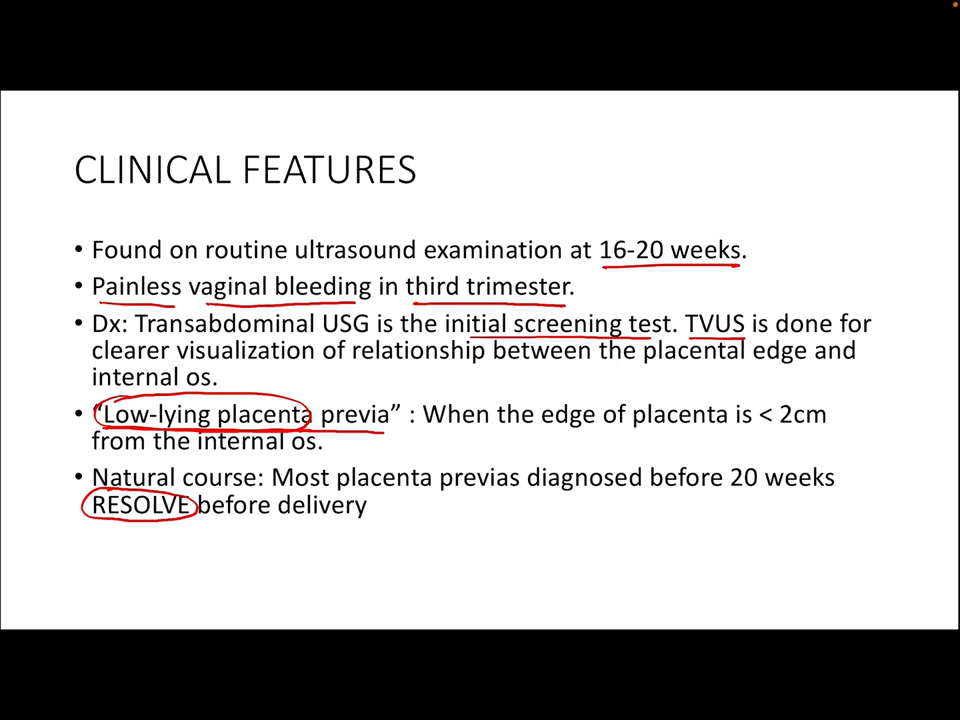 CLINICAL FEATURES
• Found on routine ultrasound examination at 16-20 weeks.
• Painless vaginal bleeding in third trimester.
• Dx: Transabdominal USG is the initial screening test. TVUS is done for
clearer visualization of relationship between the placental edge and
internal os.
• “Low-lying placenta previa” : When the edge of placenta is < 2cm
from the internal os.
• Natural course: Most placenta previas diagnosed before 20 weeks
RESOLVE before delivery